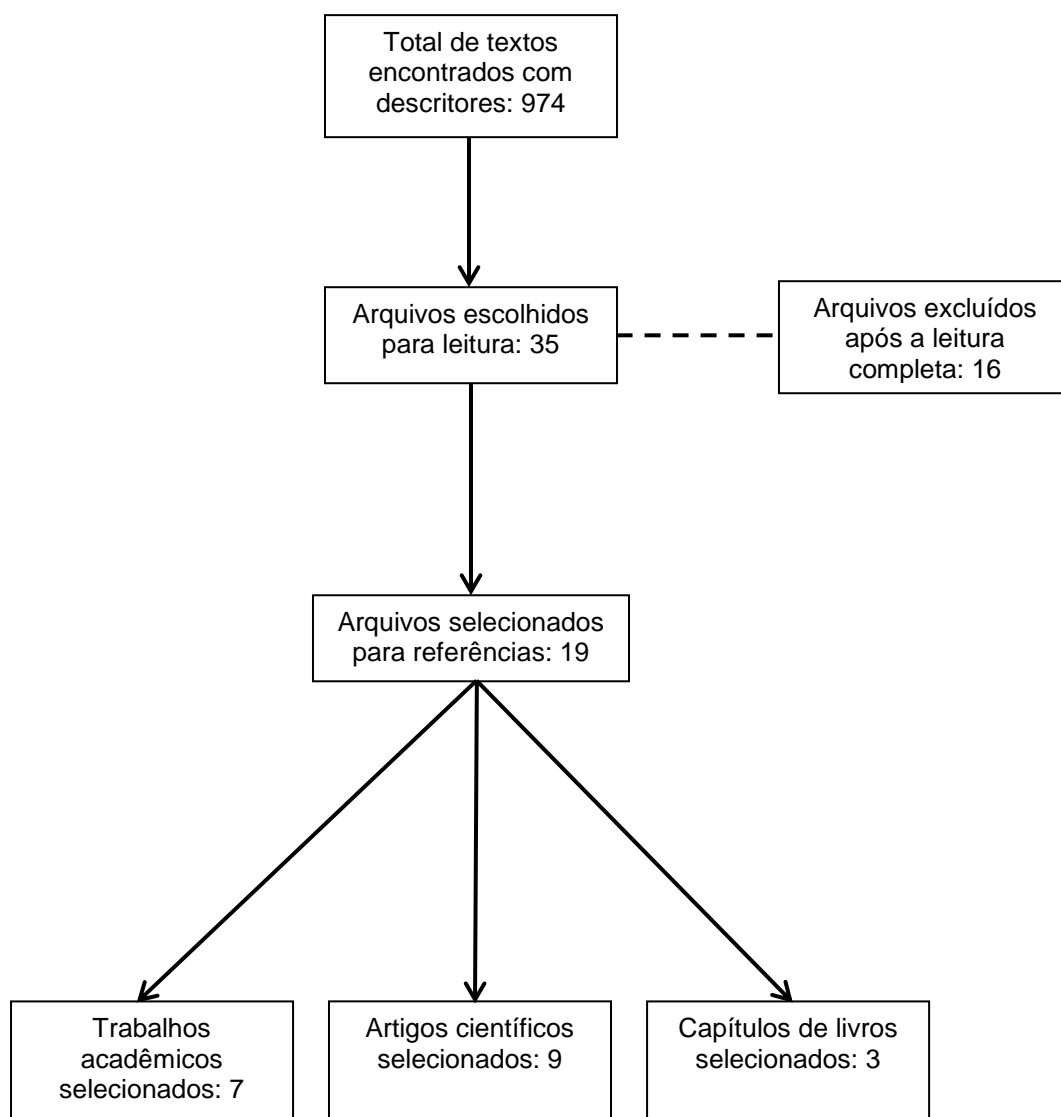 Total de textos
encontrados com
descritores: 974
Arquivos escolhidos
para leitura: 35
Arquivos excluídos
após a leitura
completa: 16
Arquivos selecionados
para referências: 19
Trabalhos
acadêmicos
selecionados: 7
Artigos científicos
selecionados: 9
Capítulos de livros
selecionados: 3